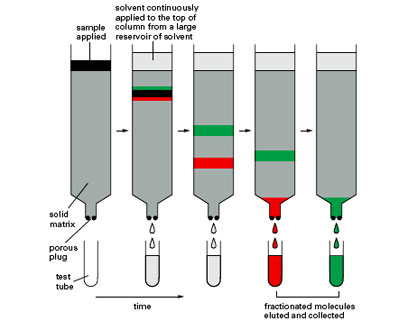 sample
applied
solvent continuously
applied to the top of
column from a large
reservoir of solvent
solid
matrix
porous
plug
test
tube
time
fractionated molecules
eluted and collected